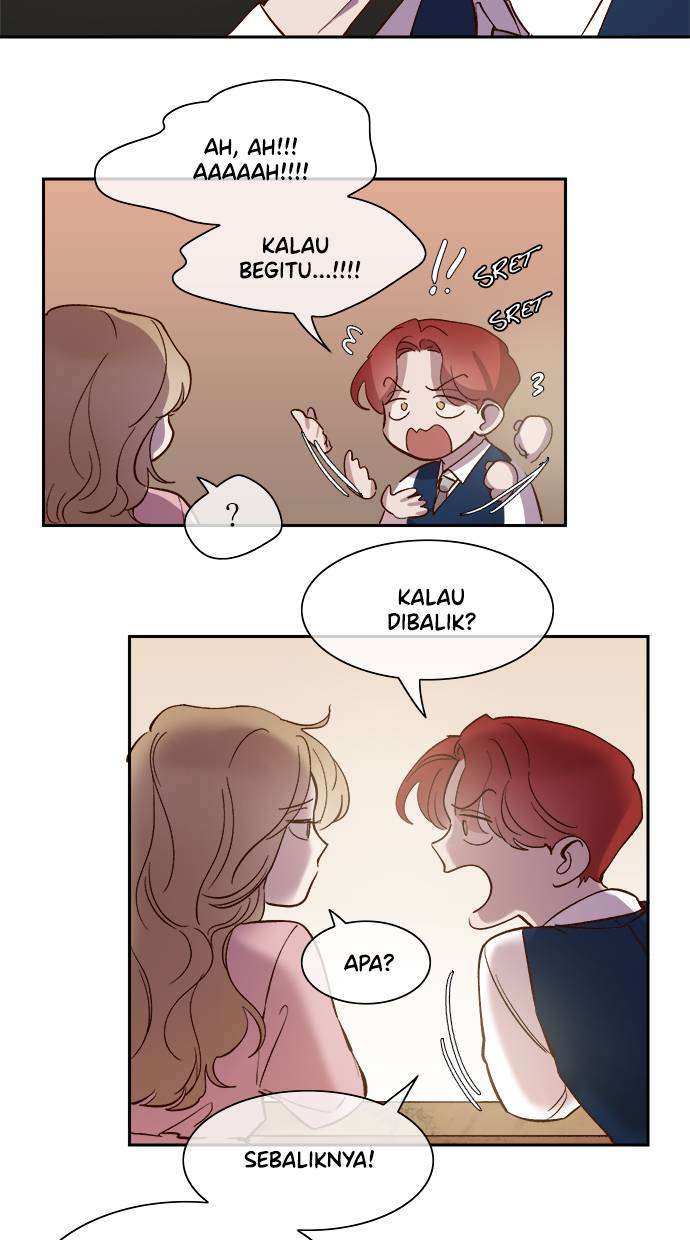 AH, AH!!!
AAAAAH!!!!
KALAU
BEGITU...!!!!
!!
SRET
SRET
?
KALAU
DIBALIK?
APA?
SEBALIKNYA!